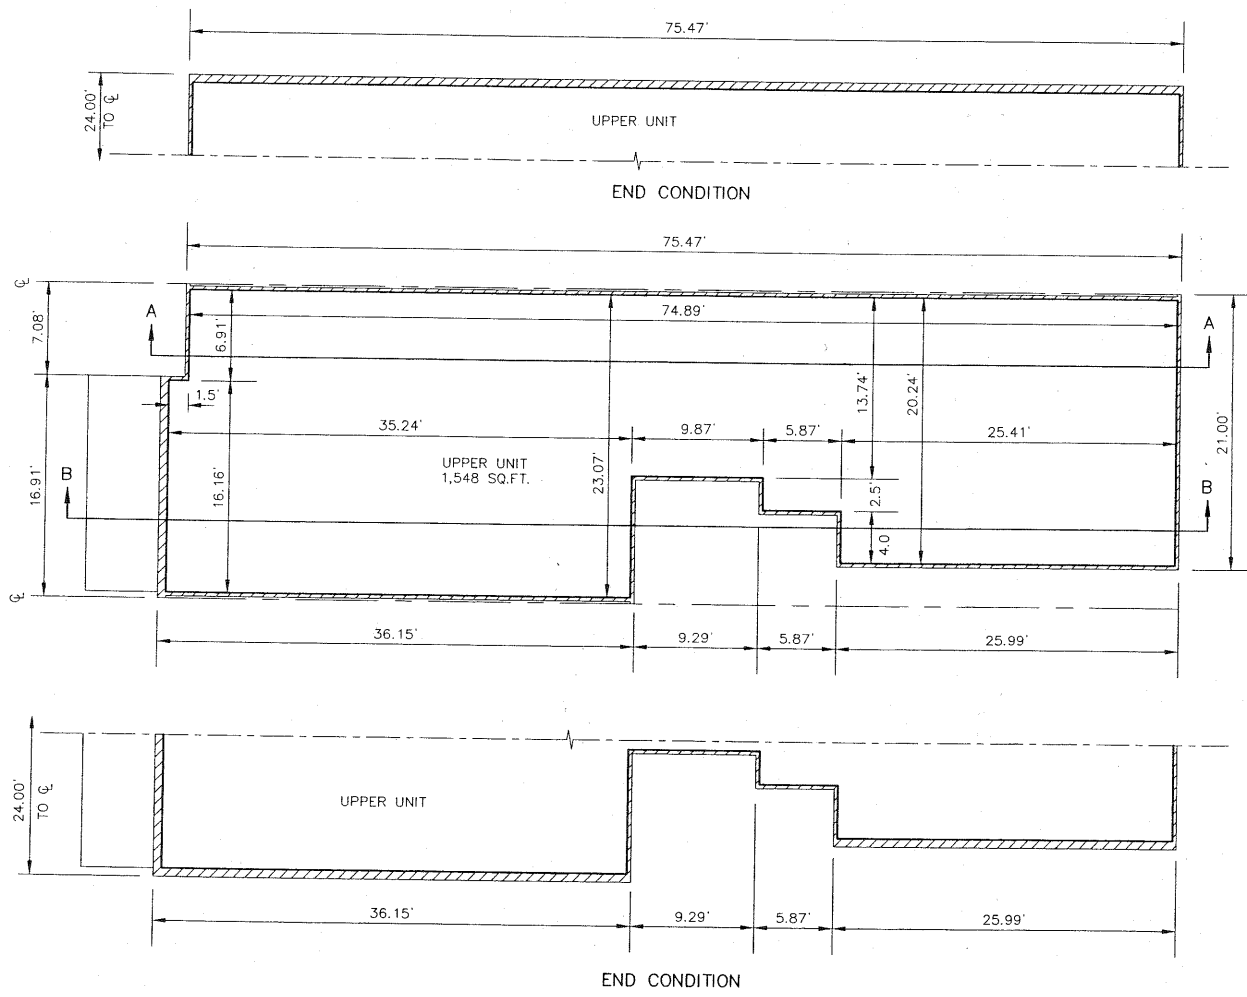 75.47'
24.00'
TO ℄
UPPER UNIT
END CONDITION
75.47'
℄
7.08'
A
6.91'
74.89'
A
1.5'
13.74'
20.24'
21.00'
35.24'
9.87'
5.87'
25.41'
16.91'
B
16.16'
UPPER UNIT
1,548 SQ.FT.
23.07'
2.5'
B
4.0
℄
36.15'
9.29'
5.87'
25.99'
24.00'
TO ℄
UPPER UNIT
36.15'
9.29'
5.87'
25.99'
END CONDITION